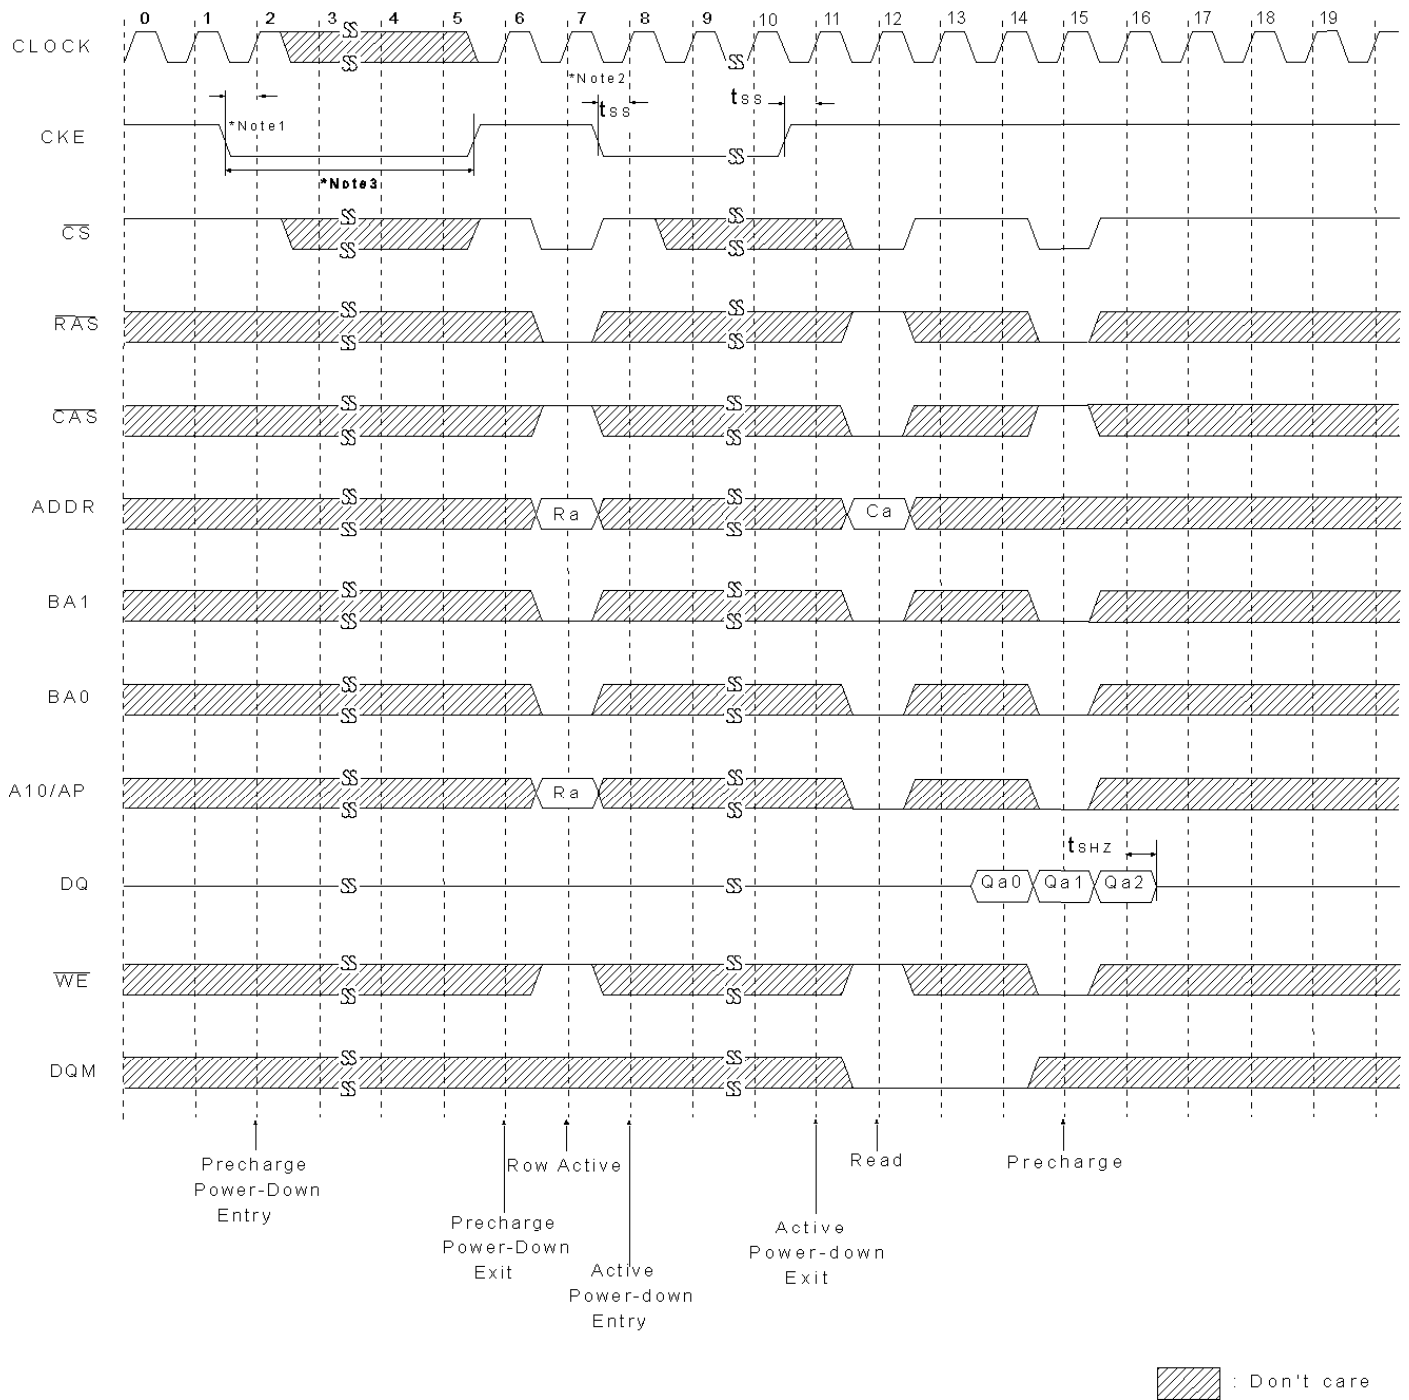 0 1 2 3 4 5 6 7 8 9 10 11 12 13 14 15 16 17 18 19
CLOCK
*Note2
tSS
tSS
*Note1
CKE
*Note3
CS
RAS
CAS
ADDR
Ra
Ca
BA1
BA0
A10/AP
Ra
tSHZ
DQ
Qa0 Qa1 Qa2
WE
DQM
Precharge
Power-Down
Entry
Row Active
Read
Precharge
Precharge
Power-Down
Exit
Active
Power-down
Exit
Active
Power-down
Entry
: Don't care